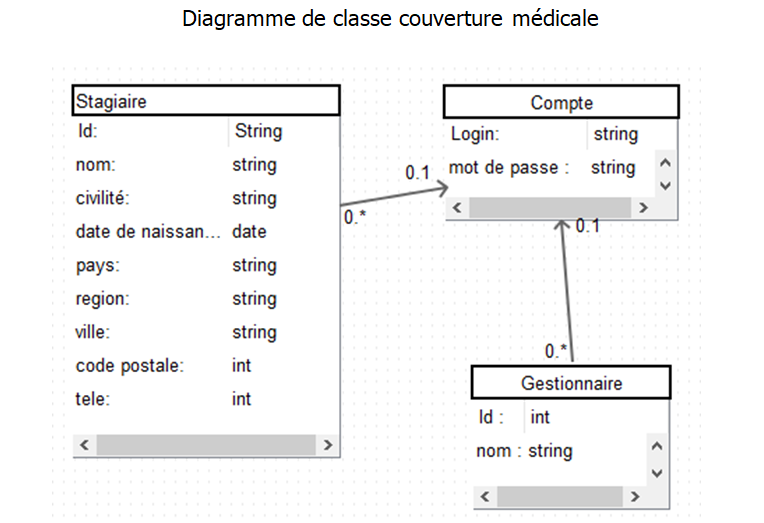 Diagramme de classe couverture médicale
Stagiaire
Id: String
nom: string
civilité: string
date de naissan... date
pays: string
region: string
ville: string
code postale: int
tele: int
0.1
0.*
Compte
Login: string
mot de passe : string
0.1
0.*
Gestionnaire
Id : int
nom : string